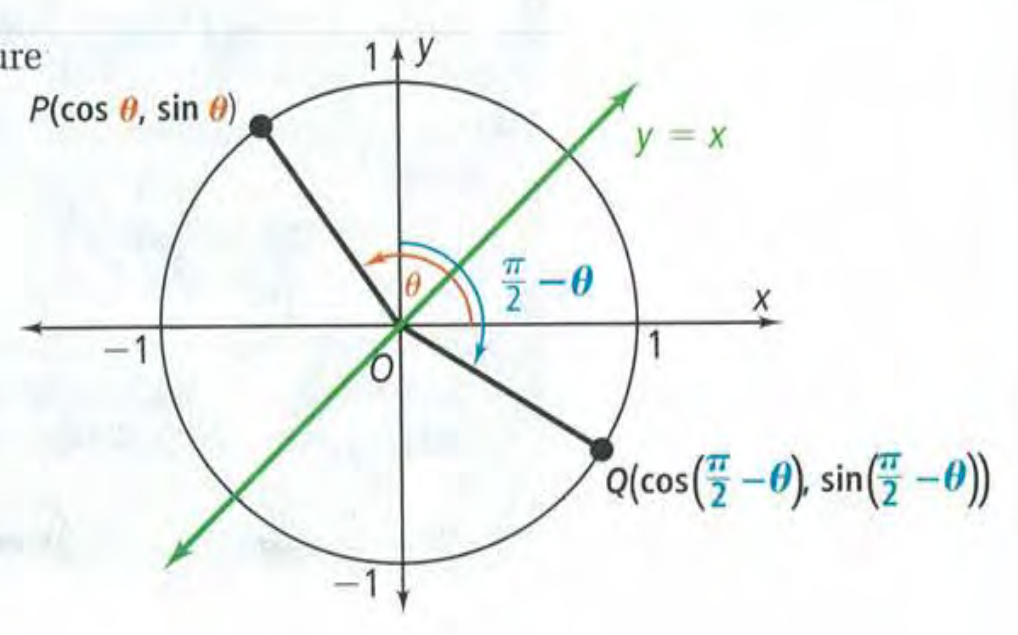 ure
1 y
P(cos θ, sin θ)
y = x
π/2 − θ
θ
x
−1
1
O
Q(cos(π/2 − θ), sin(π/2 − θ))
−1